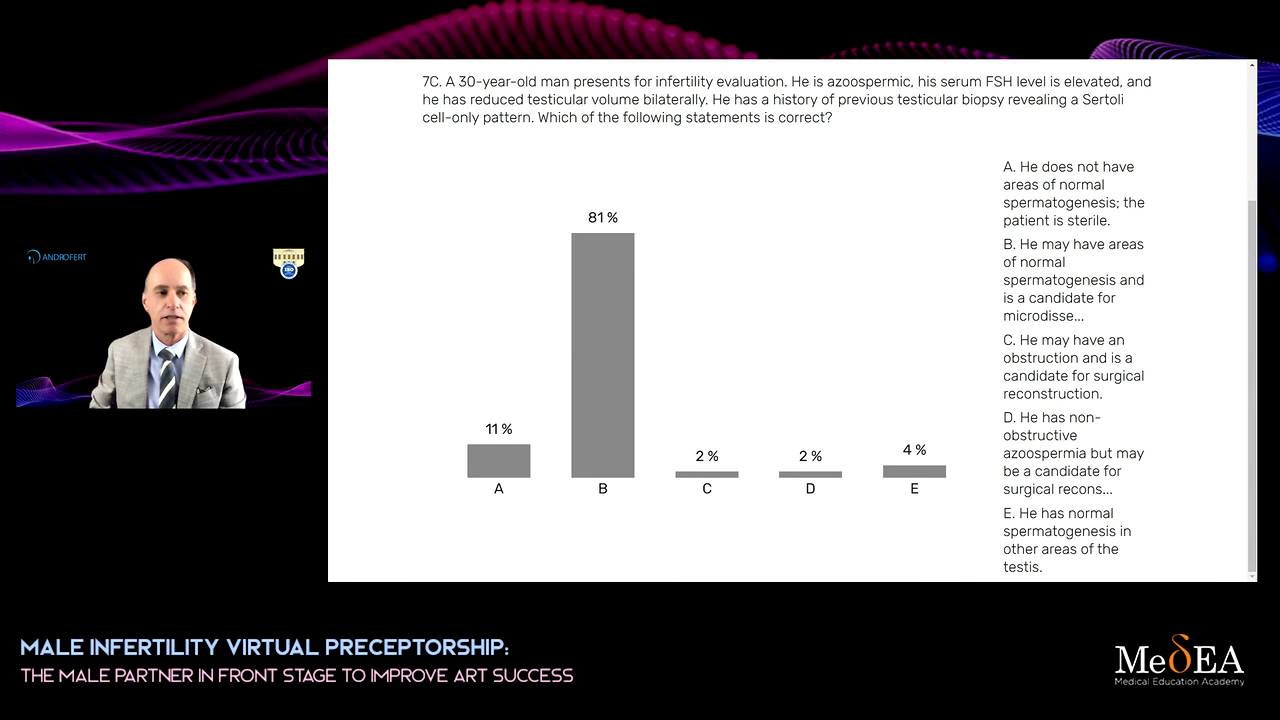 7C. A 30-year-old man presents for infertility evaluation. He is azoospermic, his serum FSH level is elevated, and
he has reduced testicular volume bilaterally. He has a history of previous testicular biopsy revealing a Sertoli
cell-only pattern. Which of the following statements is correct?
81 %
11 %
2 %
2 %
4 %
A
B
C
D
E
A. He does not have
areas of normal
spermatogenesis; the
patient is sterile.
B. He may have areas
of normal
spermatogenesis and
is a candidate for
microdisse...
C. He may have an
obstruction and is a
candidate for surgical
reconstruction.
D. He has non-
obstructive
azoospermia but may
be a candidate for
surgical recons...
E. He has normal
spermatogenesis in
other areas of the
testis.
ANDROFERT
ISO
MALE INFERTILITY VIRTUAL PRECEPTORSHIP:
THE MALE PARTNER IN FRONT STAGE TO IMPROVE ART SUCCESS
MeδEA
Medical Education Academy